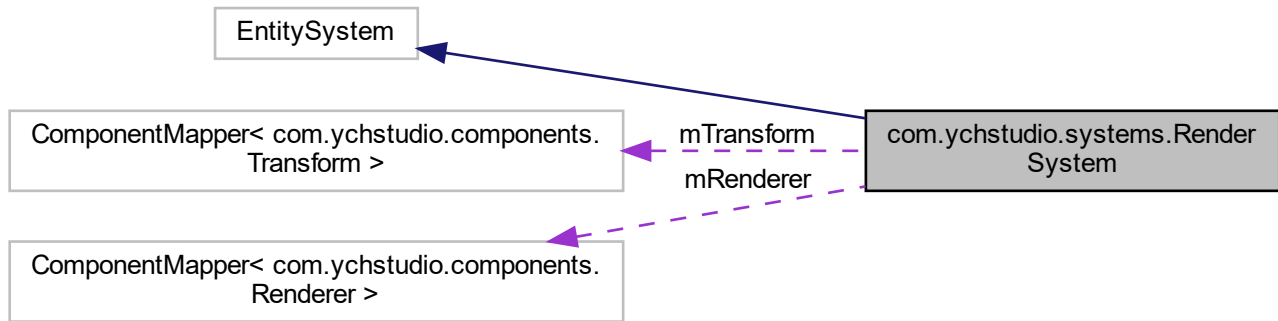 EntitySystem
ComponentMapper< com.ychstudio.components.
Transform >
mTransform
com.ychstudio.systems.Render
System
mRenderer
ComponentMapper< com.ychstudio.components.
Renderer >